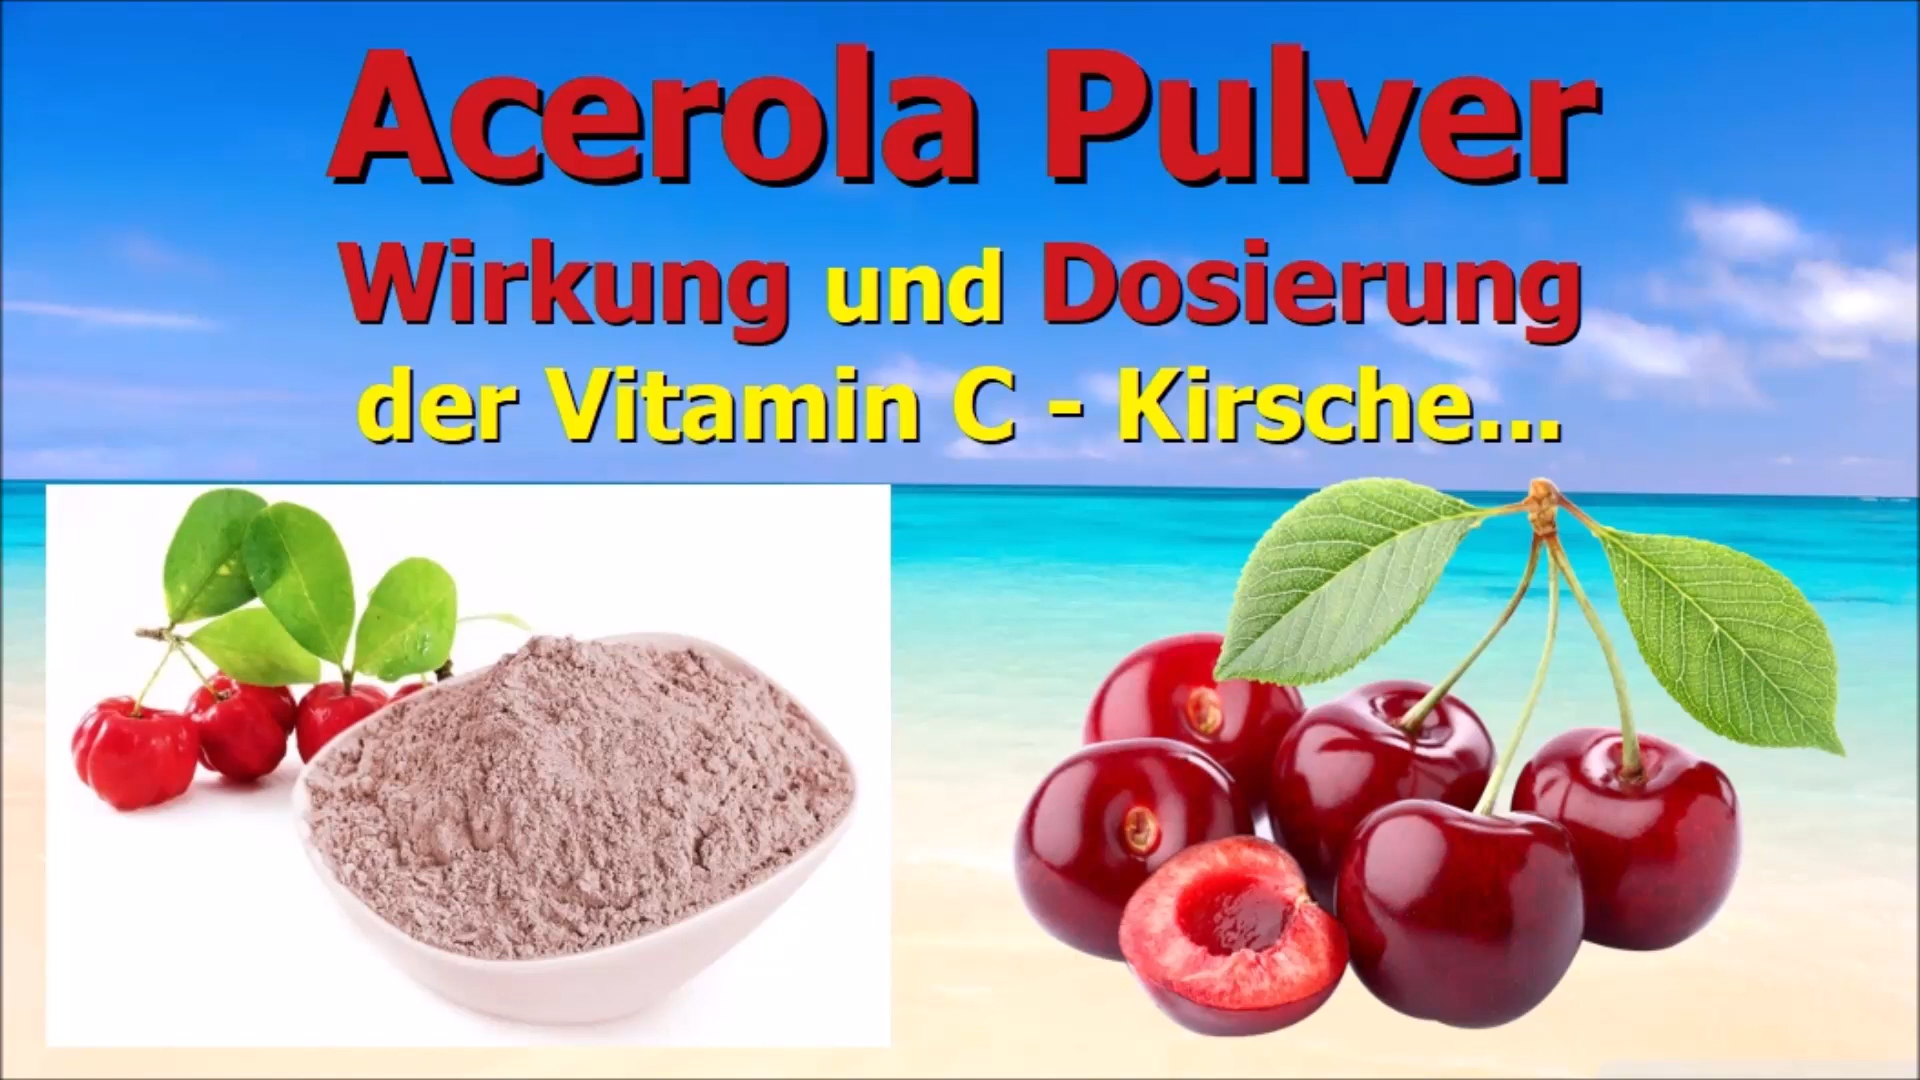 Acerola Pulver
Wirkung und Dosierung
der Vitamin C - Kirsche...